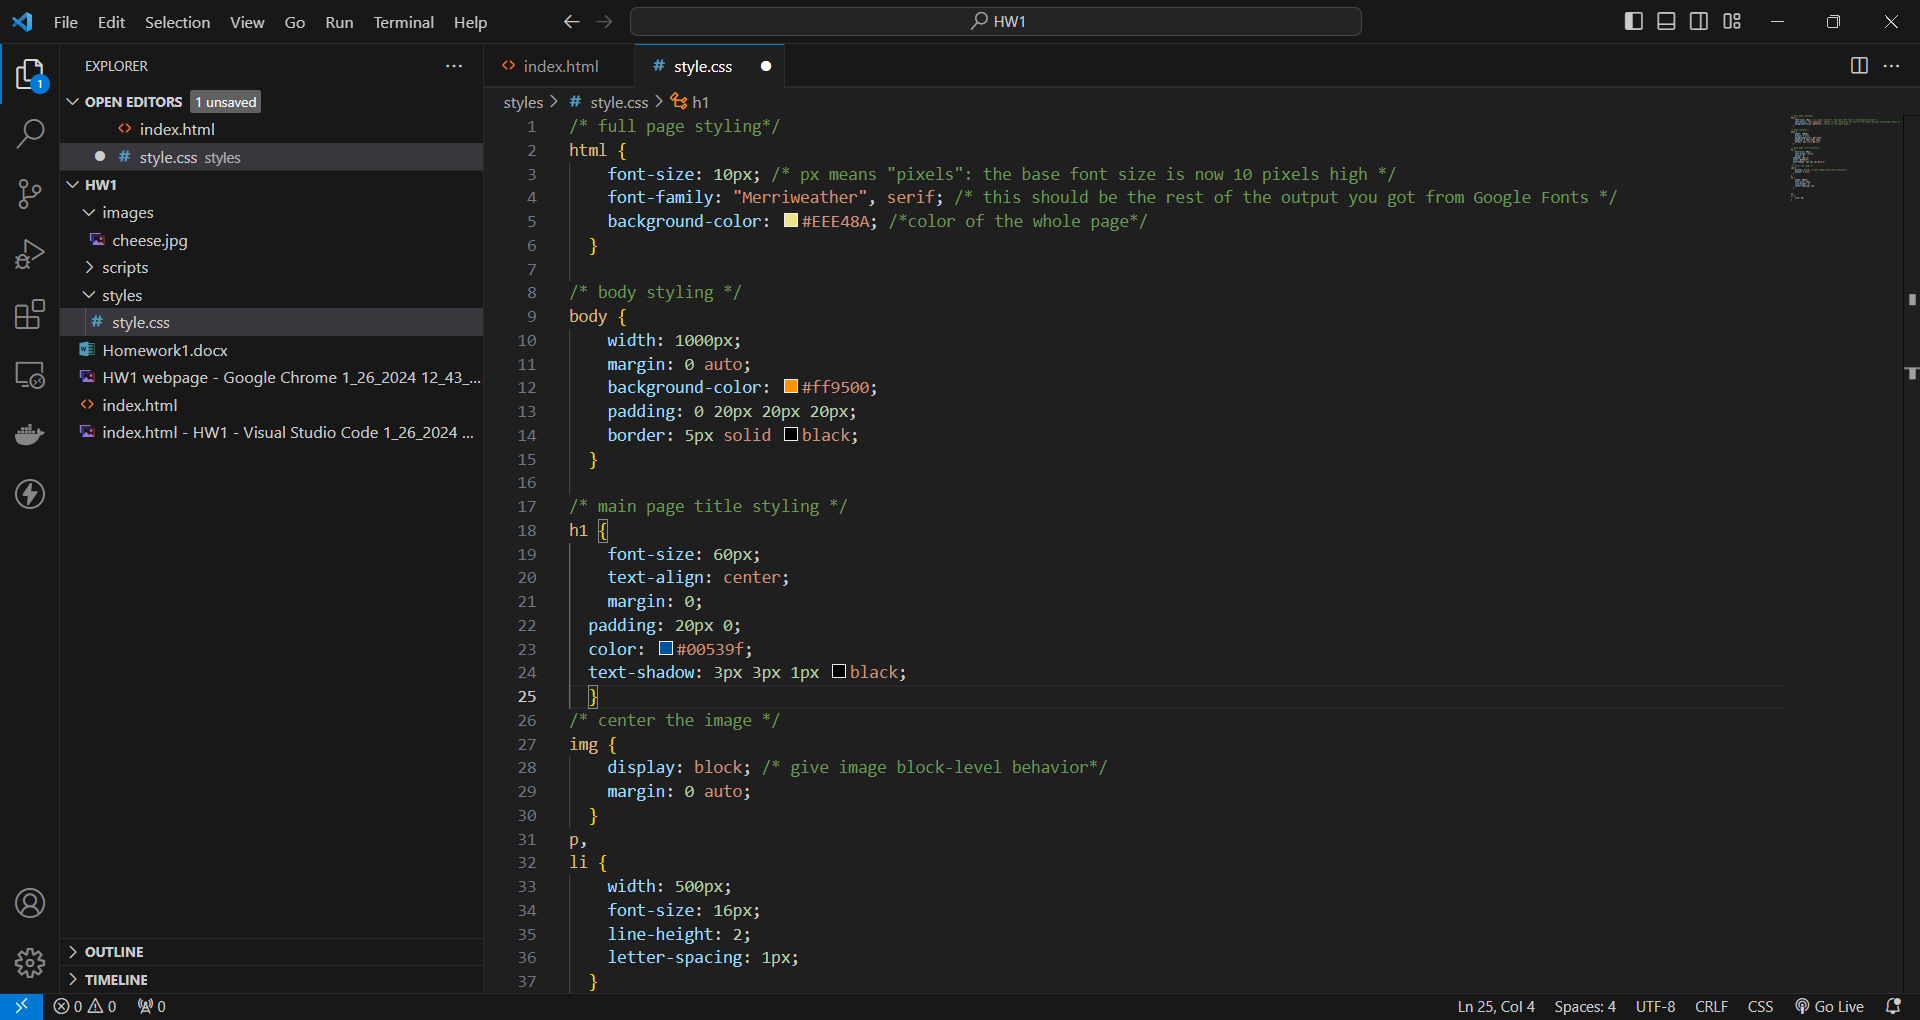 File Edit Selection View Go Run Terminal Help
HW1
EXPLORER
1
OPEN EDITORS 1 unsaved
index.html
# style.css styles
HW1
images
cheese.jpg
scripts
styles
# style.css
Homework1.docx
HW1 webpage - Google Chrome 1_26_2024 12_43_...
index.html
index.html - HW1 - Visual Studio Code 1_26_2024 ...
OUTLINE
TIMELINE
index.html # style.css
styles > # style.css > h1
1 /* full page styling*/
2 html {
3 font-size: 10px; /* px means "pixels": the base font size is now 10 pixels high */
4 font-family: "Merriweather", serif; /* this should be the rest of the output you got from Google Fonts */
5 background-color: #EEE48A; /*color of the whole page*/
6 }
7
8 /* body styling */
9 body {
10 width: 1000px;
11 margin: 0 auto;
12 background-color: #ff9500;
13 padding: 0 20px 20px 20px;
14 border: 5px solid black;
15 }
16
17 /* main page title styling */
18 h1 {
19 font-size: 60px;
20 text-align: center;
21 margin: 0;
22 padding: 20px 0;
23 color: #00539f;
24 text-shadow: 3px 3px 1px black;
25 }
26 /* center the image */
27 img {
28 display: block; /* give image block-level behavior*/
29 margin: 0 auto;
30 }
31 p,
32 li {
33 width: 500px;
34 font-size: 16px;
35 line-height: 2;
36 letter-spacing: 1px;
37 }
0 0 0
Ln 25, Col 4 Spaces: 4 UTF-8 CRLF CSS Go Live